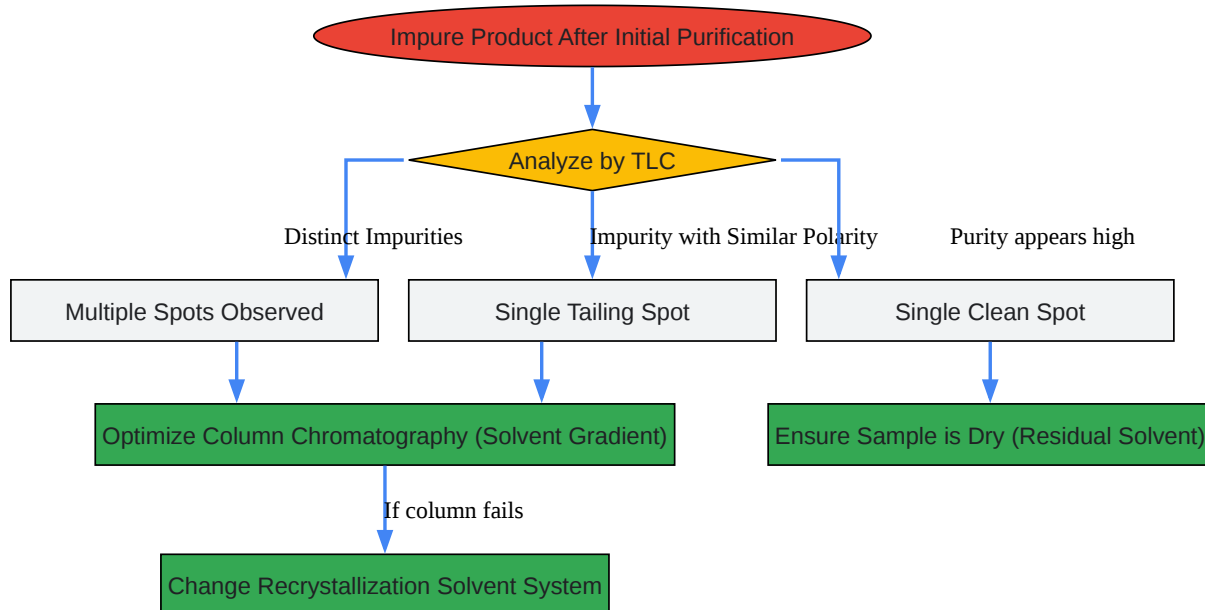 Impure Product After Initial Purification
Analyze by TLC
Distinct Impurities
Impurity with Similar Polarity
Purity appears high
Multiple Spots Observed
Single Tailing Spot
Single Clean Spot
Optimize Column Chromatography (Solvent Gradient)
Ensure Sample is Dry (Residual Solvent)
If column fails
Change Recrystallization Solvent System